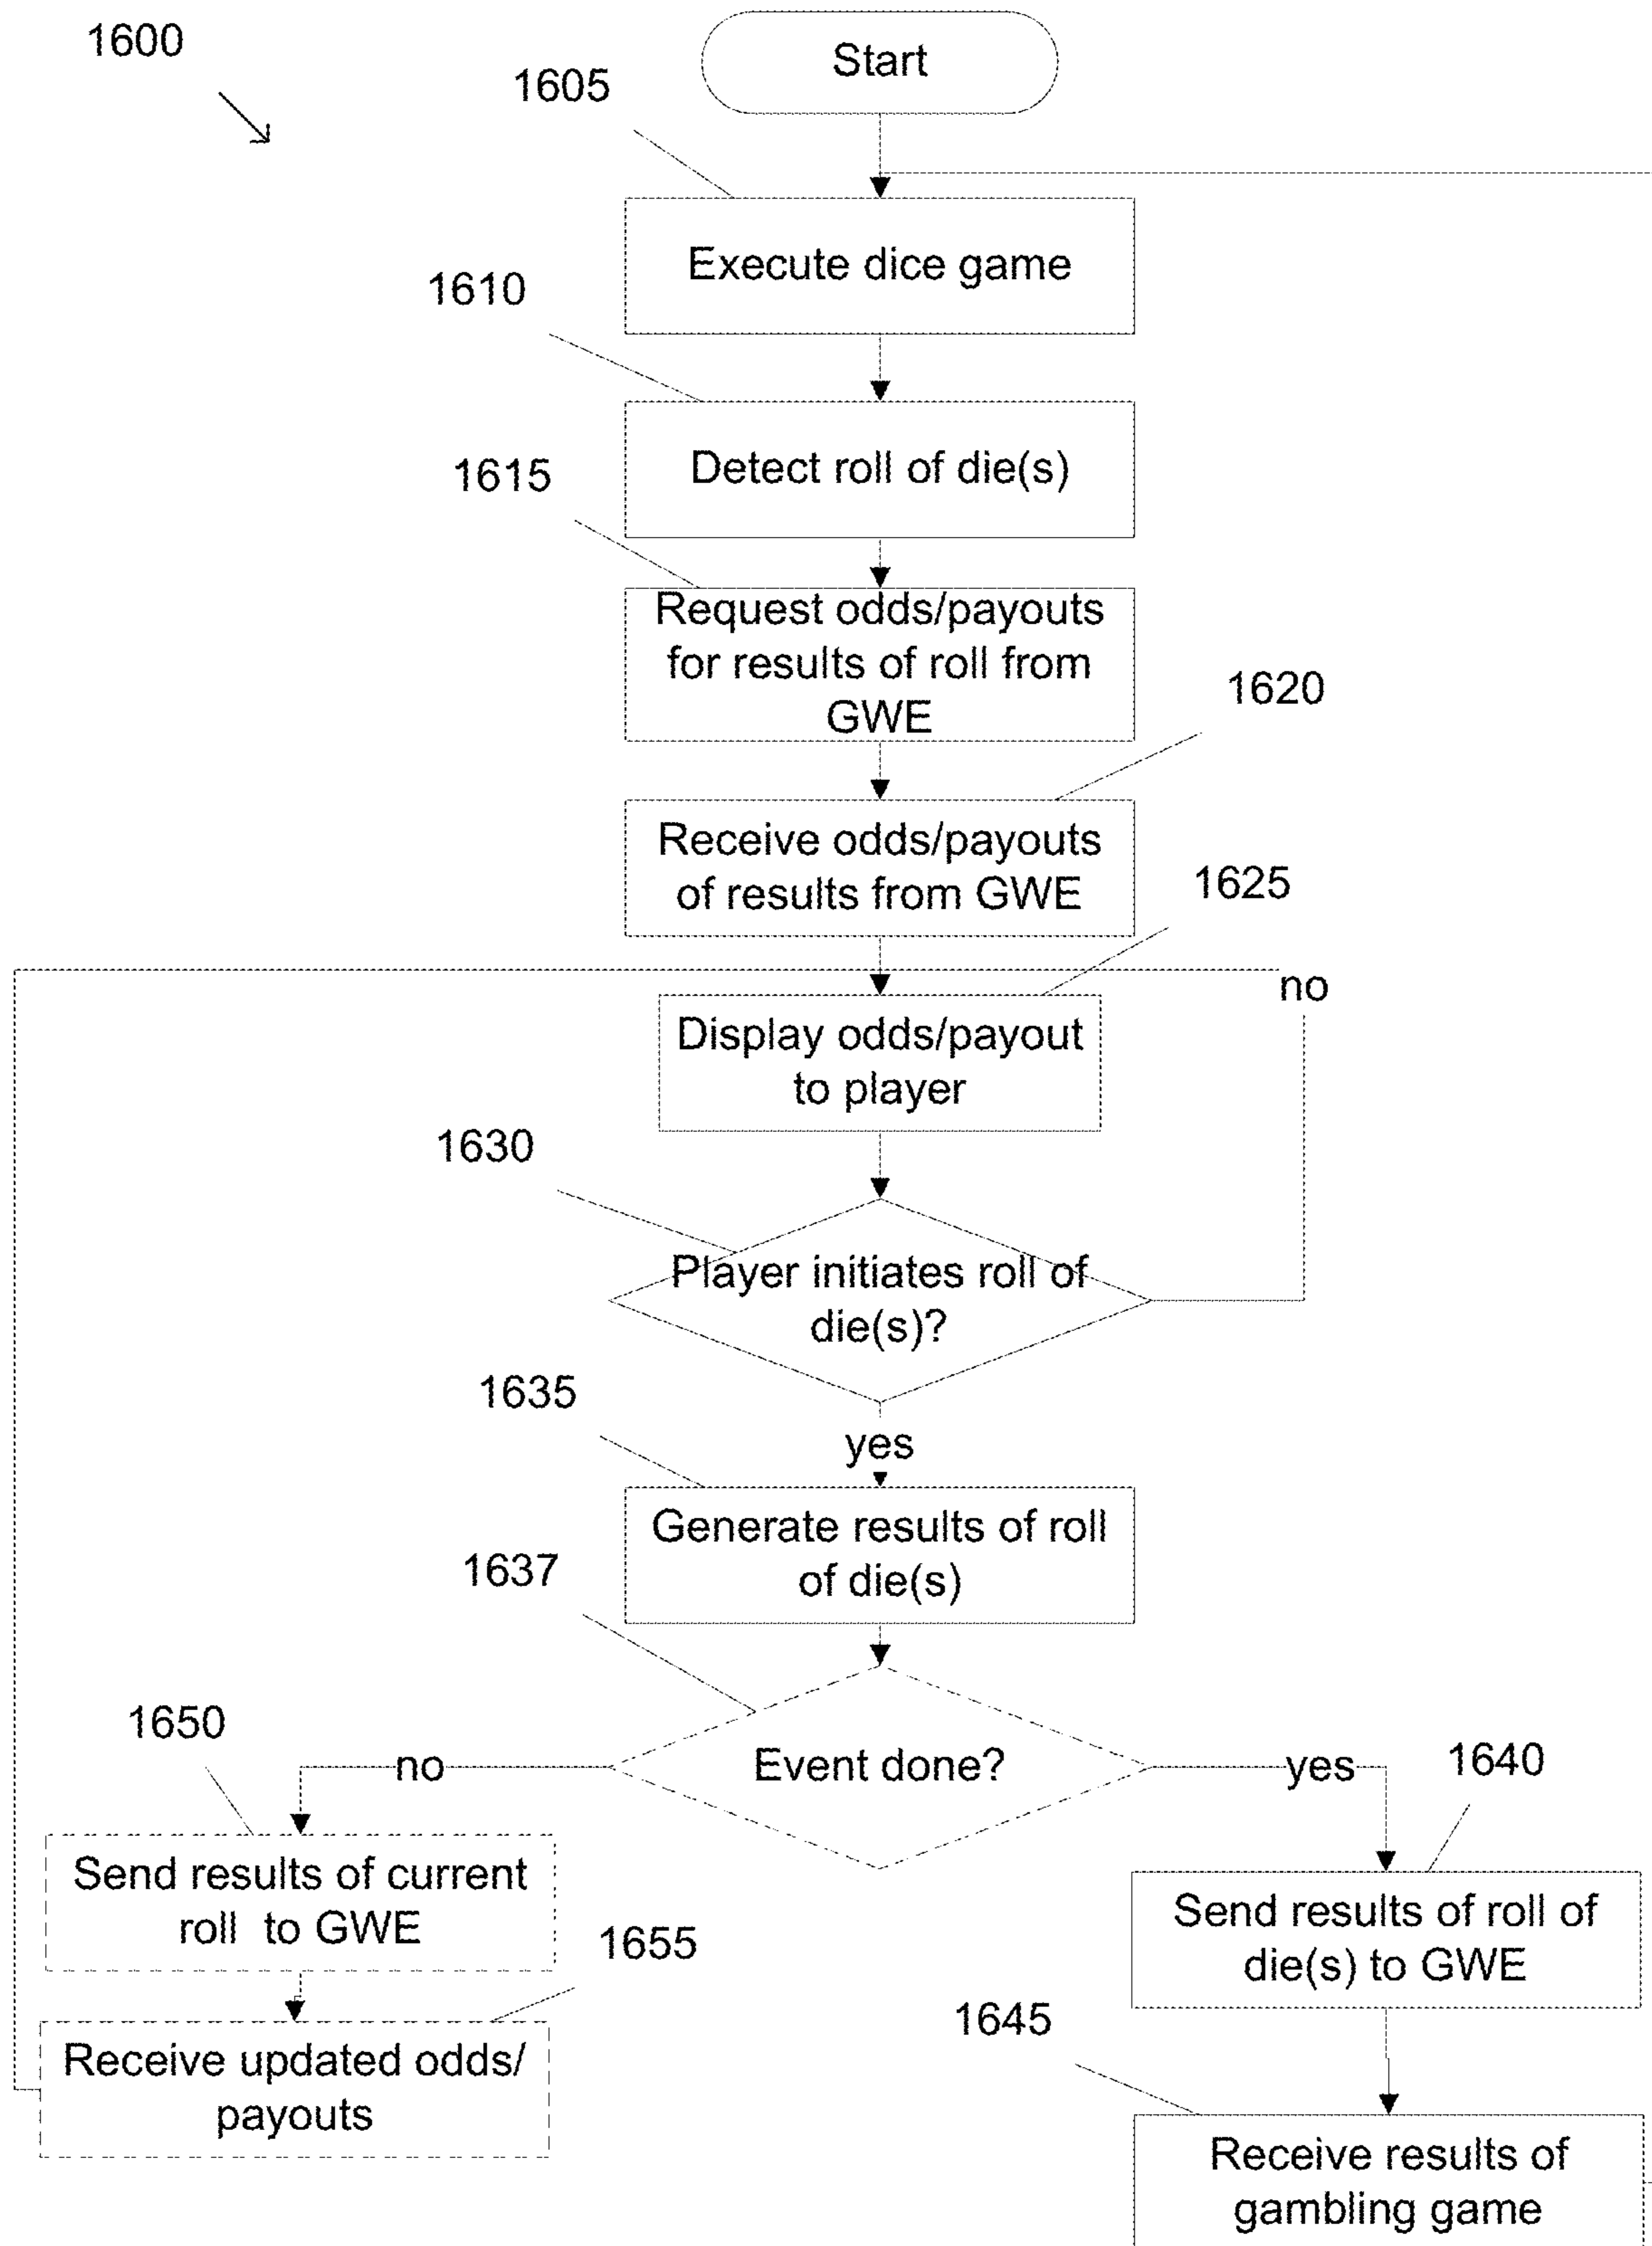 1600
Start
1605
Execute dice game
1610
Detect roll of die(s)
1615
Request odds/payouts
for results of roll from
GWE
1620
Receive odds/payouts
of results from GWE
1625
no
Display odds/payout
to player
1630
Player initiates roll of
die(s)?
1635
yes
Generate results of roll
of die(s)
1637
Event done?
no
yes
1650
1640
Send results of current
roll to GWE
Send results of roll of
die(s) to GWE
1655
1645
Receive updated odds/
payouts
Receive results of
gambling game